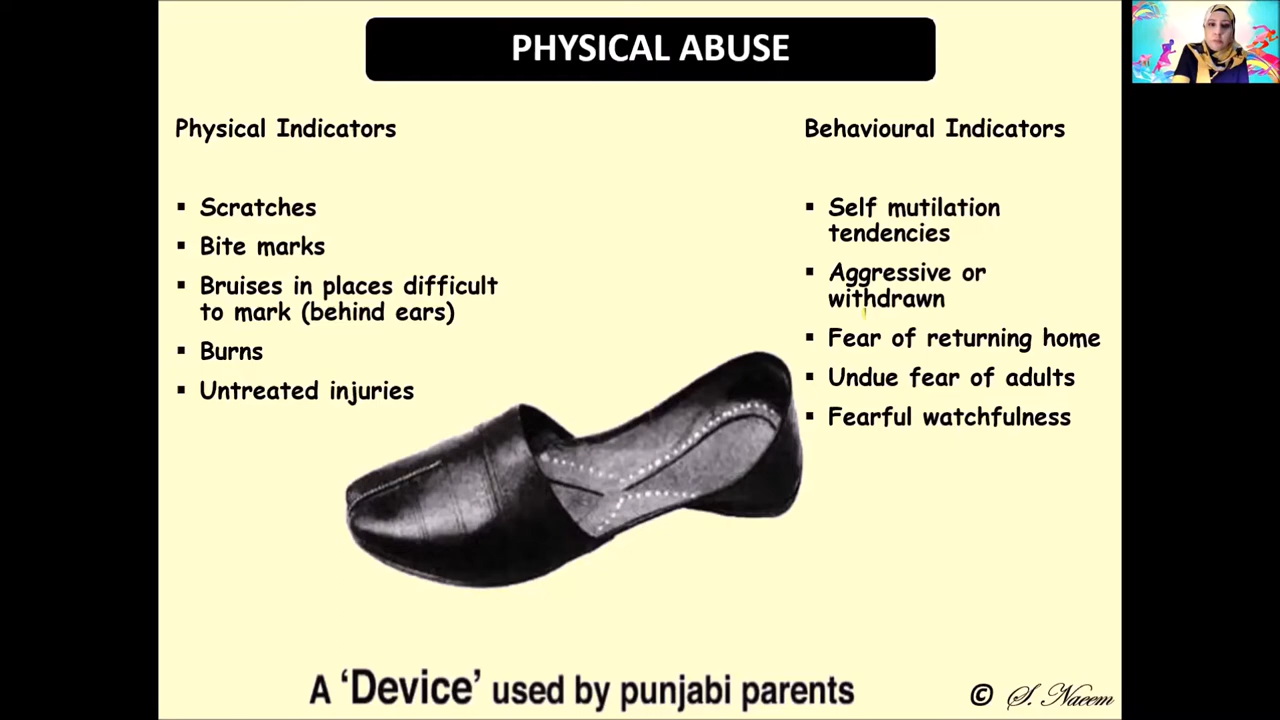 PHYSICAL ABUSE
Physical Indicators
▪ Scratches
▪ Bite marks
▪ Bruises in places difficult
to mark (behind ears)
▪ Burns
▪ Untreated injuries
Behavioural Indicators
▪ Self mutilation
tendencies
▪ Aggressive or
withdrawn
▪ Fear of returning home
▪ Undue fear of adults
▪ Fearful watchfulness
A ‘Device’ used by punjabi parents
© S. Naeem